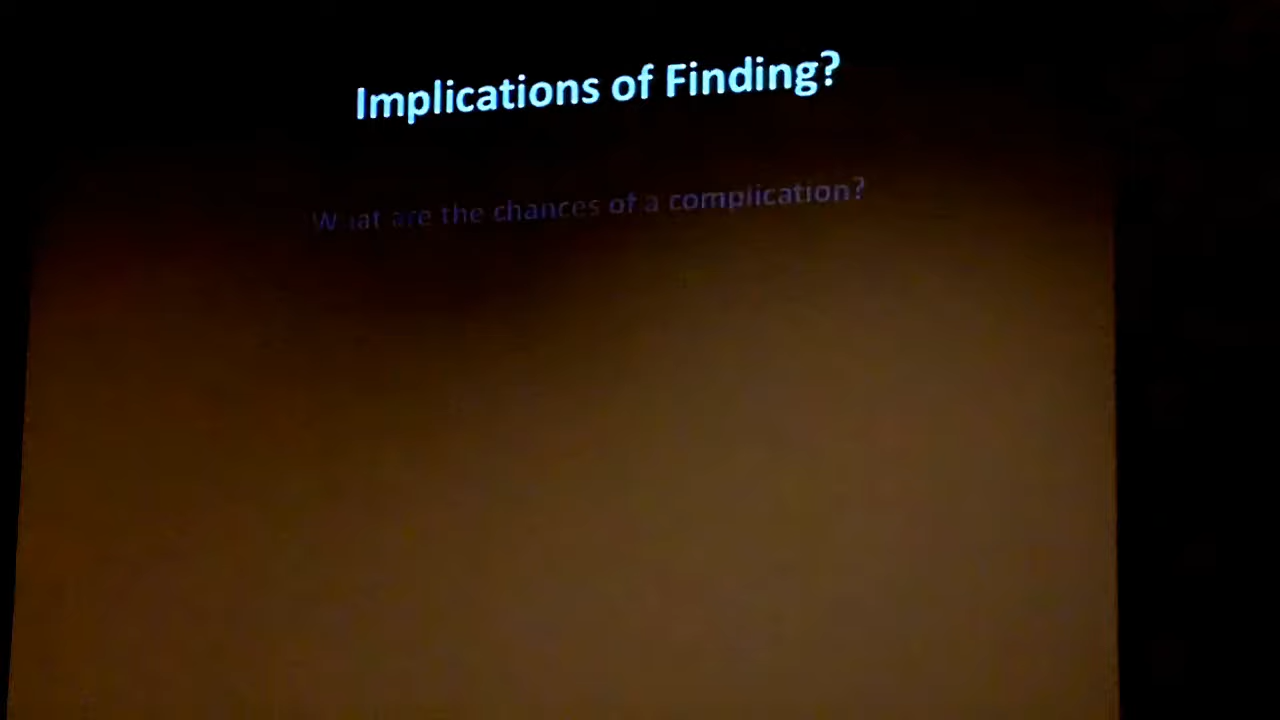 Implications of Finding?
What are the chances of a complication?